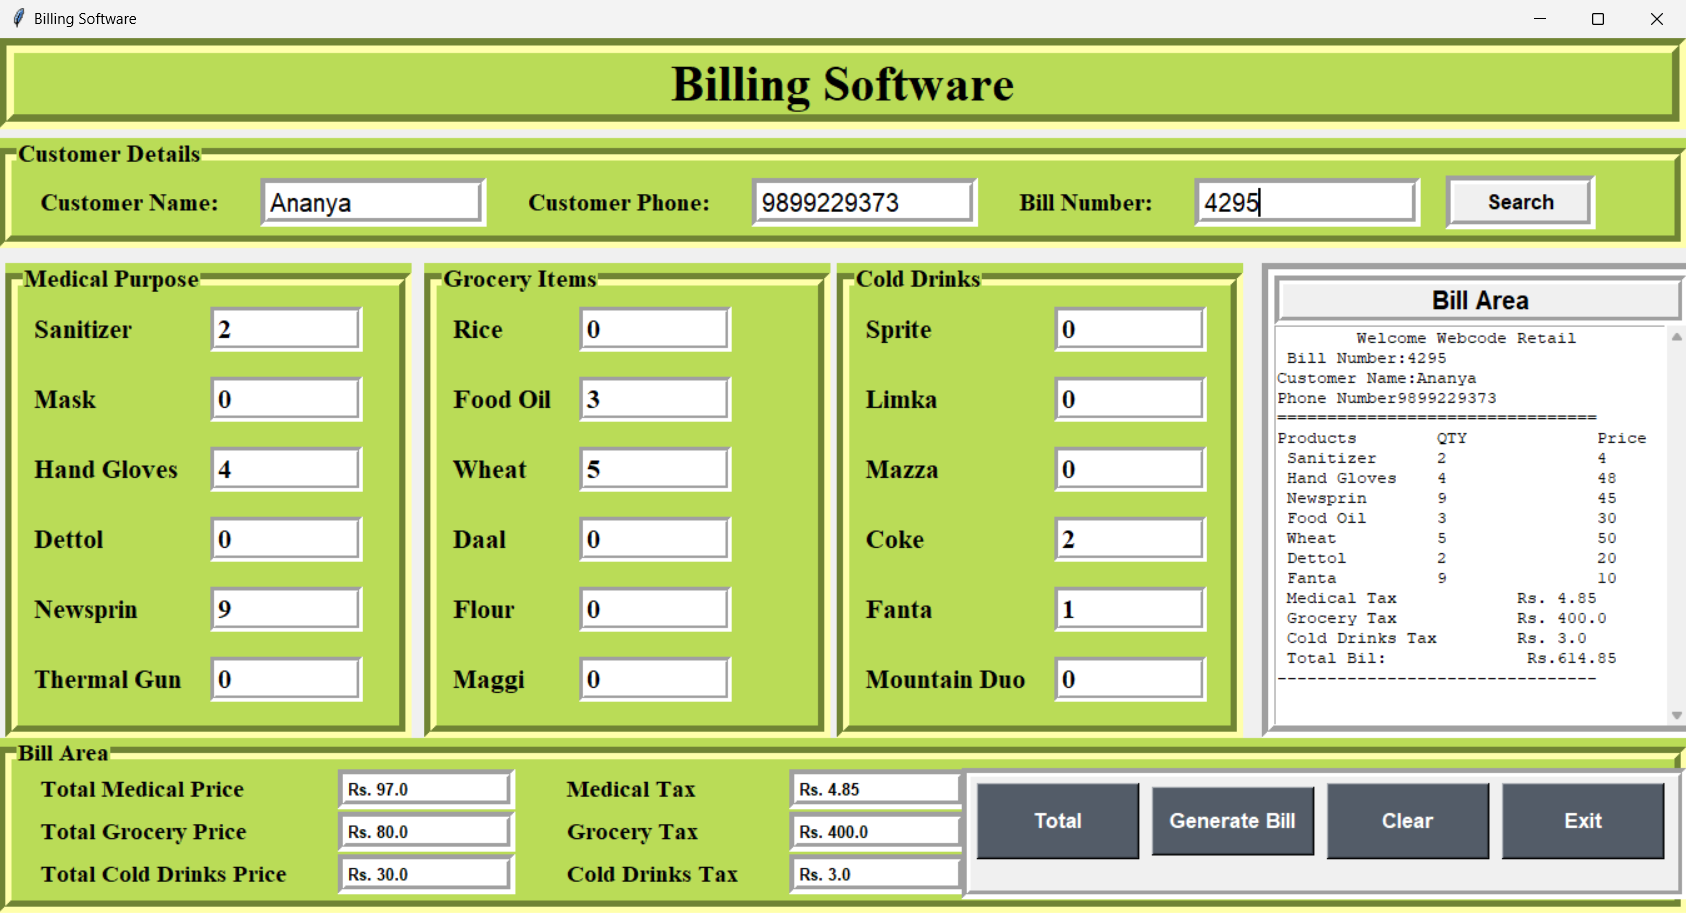 Billing Software
Billing Software
Customer Details
Customer Name: Ananya Customer Phone: 9899229373 Bill Number: 4295 Search
Medical Purpose
Sanitizer 2
Mask 0
Hand Gloves 4
Dettol 0
Newsprin 9
Thermal Gun 0
Grocery Items
Rice 0
Food Oil 3
Wheat 5
Daal 0
Flour 0
Maggi 0
Cold Drinks
Sprite 0
Limka 0
Mazza 0
Coke 2
Fanta 1
Mountain Duo 0
Bill Area
Welcome Webcode Retail
Bill Number:4295
Customer Name:Ananya
Phone Number9899229373
================================
Products QTY Price
Sanitizer 2 4
Hand Gloves 4 48
Newsprin 9 45
Food Oil 3 30
Wheat 5 50
Dettol 2 20
Fanta 9 10
Medical Tax Rs. 4.85
Grocery Tax Rs. 400.0
Cold Drinks Tax Rs. 3.0
Total Bil: Rs.614.85
--------------------------------
Bill Area
Total Medical Price Rs. 97.0 Medical Tax Rs. 4.85
Total Grocery Price Rs. 80.0 Grocery Tax Rs. 400.0
Total Cold Drinks Price Rs. 30.0 Cold Drinks Tax Rs. 3.0
Total Generate Bill Clear Exit